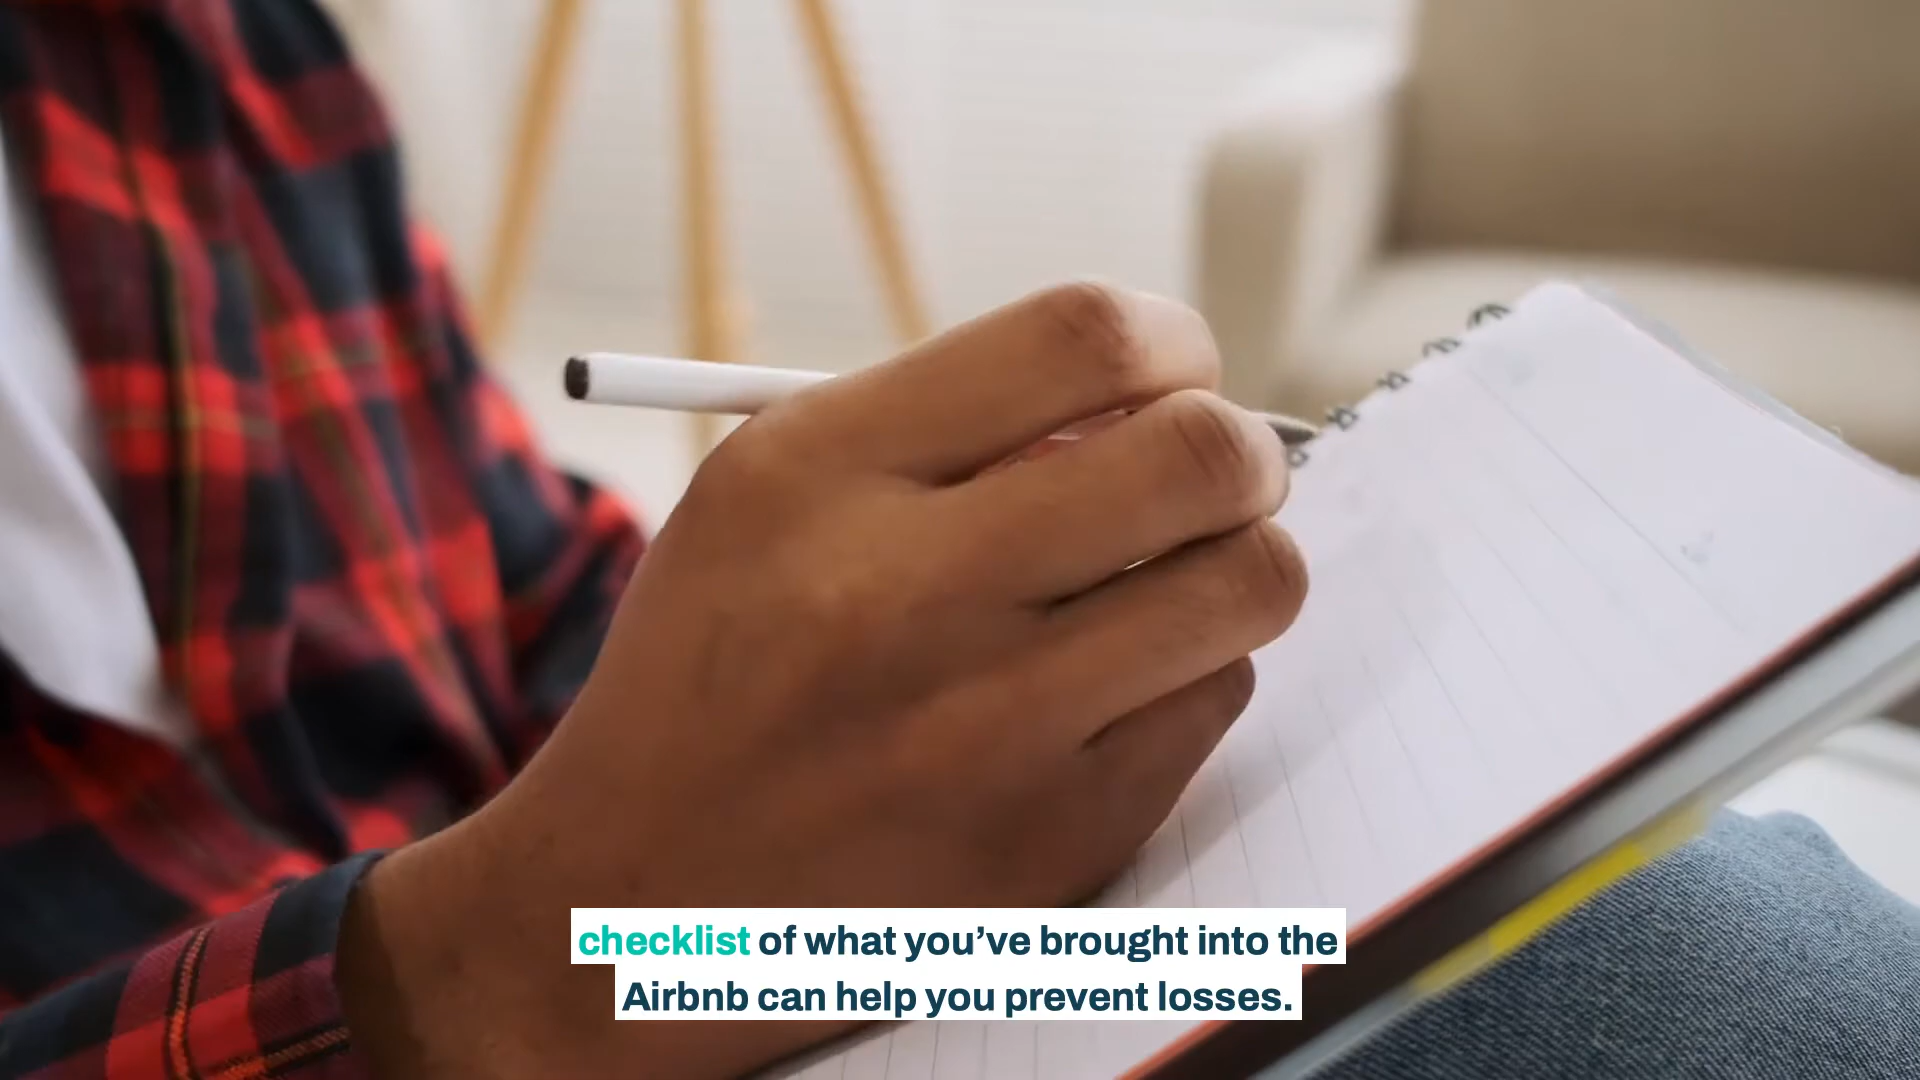 checklist of what you’ve brought into the
Airbnb can help you prevent losses.